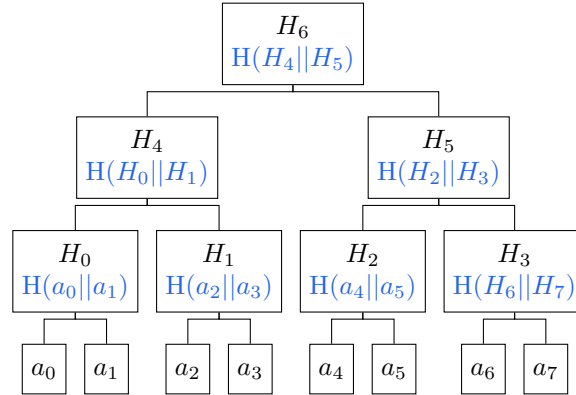 H₆
H(H₄||H₅)
H₄
H(H₀||H₁)
H₅
H(H₂||H₃)
H₀
H(a₀||a₁)
H₁
H(a₂||a₃)
H₂
H(a₄||a₅)
H₃
H(H₆||H₇)
a₀ a₁ a₂ a₃ a₄ a₅ a₆ a₇